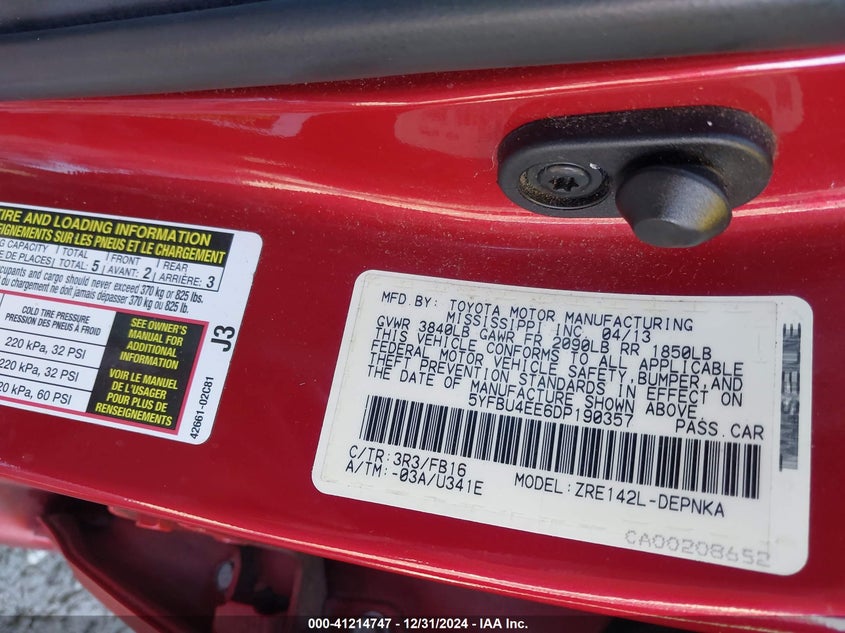 TIRE AND LOADING INFORMATION
SEIGNEMENTS SUR LES PNEUS ET LE CHARGEMENT
CAPACITY TOTAL FRONT REAR
DE PLACES TOTAL: 5 AVANT: 2 ARRIÈRE: 3
cupants and cargo should never exceed 370 kg or 825 lbs.
du chargement ne doit jamais dépasser 370 kg ou 825 lb.
COLD TIRE PRESSURE
PRESSION DES PNEUS À FROID
220 kPa, 32 PSI
220 kPa, 32 PSI
20 kPa, 60 PSI
SEE OWNER'S
MANUAL FOR
ADDITIONAL
INFORMATION
VOIR LE MANUEL
DE L'USAGER
POUR PLUS DE
RENSEIGNEMENTS
J3
42661-02C81
MFD.BY: TOYOTA MOTOR MANUFACTURING
MISSISSIPPI INC. 04/13
GVWR 3840LB GAWR FR 2090LB RR 1850LB
THIS VEHICLE CONFORMS TO ALL APPLICABLE
FEDERAL MOTOR VEHICLE SAFETY,BUMPER,AND
THEFT PREVENTION STANDARDS IN EFFECT ON
THE DATE OF MANUFACTURE SHOWN ABOVE
5YFBU4EE6DP190357 PASS.CAR
C/TR:3R3/FB16
A/TM:-03A/U341E MODEL:ZRE142L-DEPNKA
CA00208652
000-41214747 - 12/31/2024 - IAA Inc.